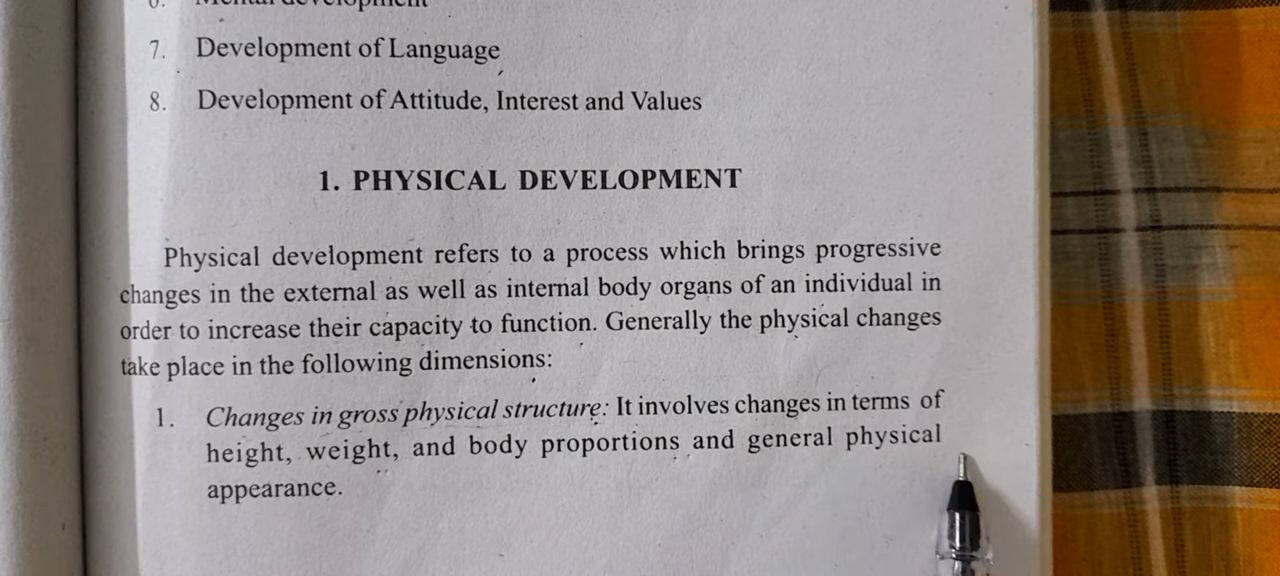 6. Mental development
7. Development of Language
8. Development of Attitude, Interest and Values
1. PHYSICAL DEVELOPMENT
Physical development refers to a process which brings progressive
changes in the external as well as internal body organs of an individual in
order to increase their capacity to function. Generally the physical changes
take place in the following dimensions:
1. Changes in gross physical structure: It involves changes in terms of
height, weight, and body proportions and general physical
appearance.